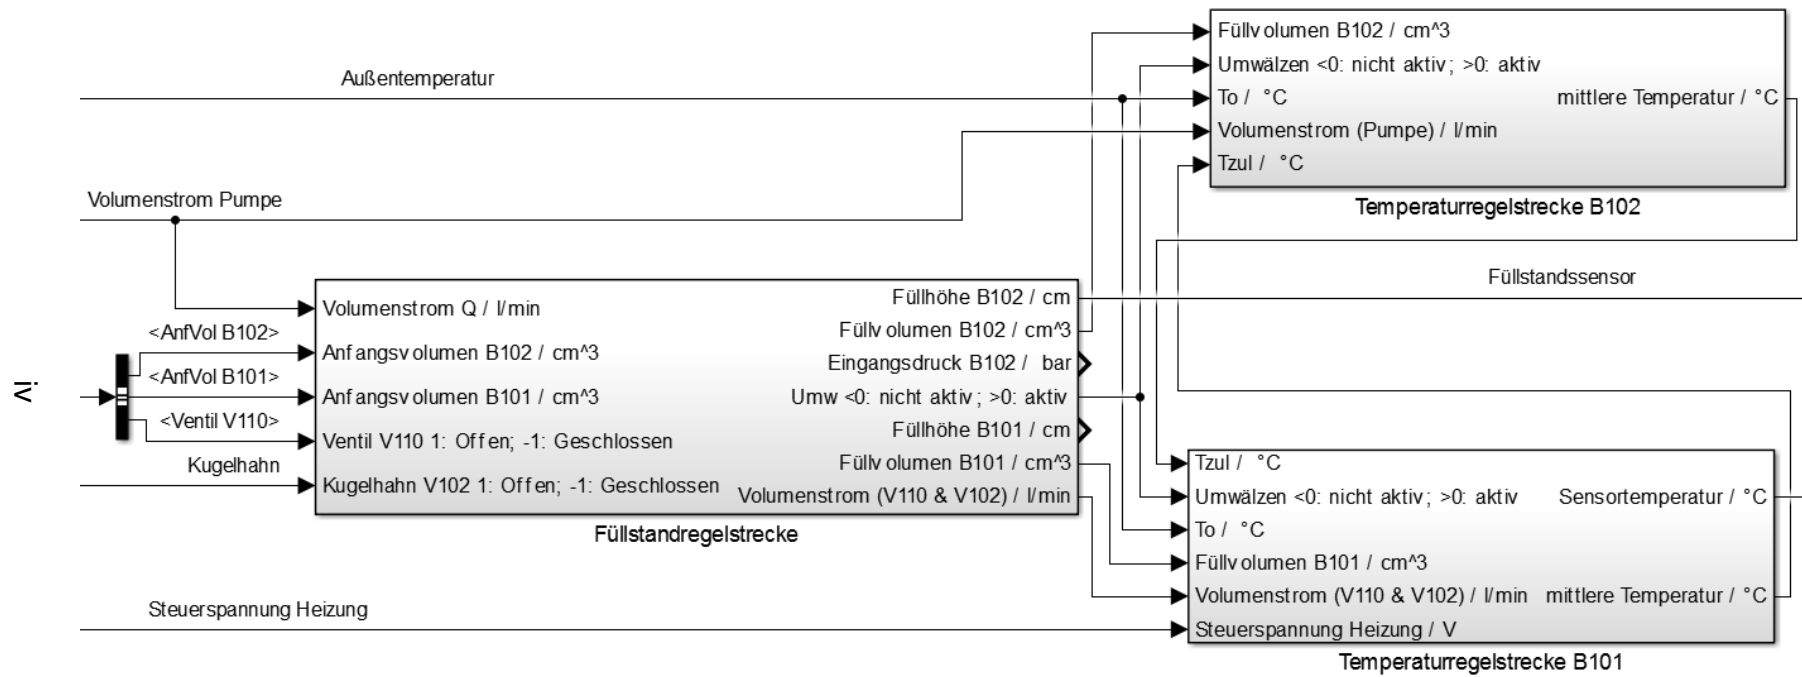 Außentemperatur
Volumenstrom Pumpe
<AnfVol B102>
<AnfVol B101>
<Ventil V110>
Kugelhahn
Steuerspannung Heizung
iv
Volumenstrom Q / l/min
Anfangsvolumen B102 / cm^3
Anfangsvolumen B101 / cm^3
Ventil V110 1: Offen; -1: Geschlossen
Kugelhahn V102 1: Offen; -1: Geschlossen
Füllhöhe B102 / cm
Füllvolumen B102 / cm^3
Eingangsdruck B102 / bar
Umw <0: nicht aktiv; >0: aktiv
Füllhöhe B101 / cm
Füllvolumen B101 / cm^3
Volumenstrom (V110 & V102) / l/min
Füllstandregelstrecke
Füllvolumen B102 / cm^3
Umwälzen <0: nicht aktiv; >0: aktiv
To / °C
Volumenstrom (Pumpe) / l/min
Tzul / °C
mittlere Temperatur / °C
Temperaturregelstrecke B102
Füllstandssensor
Tzul / °C
Umwälzen <0: nicht aktiv; >0: aktiv
To / °C
Füllvolumen B101 / cm^3
Volumenstrom (V110 & V102) / l/min
Steuerspannung Heizung / V
Sensortemperatur / °C
mittlere Temperatur / °C
Temperaturregelstrecke B101